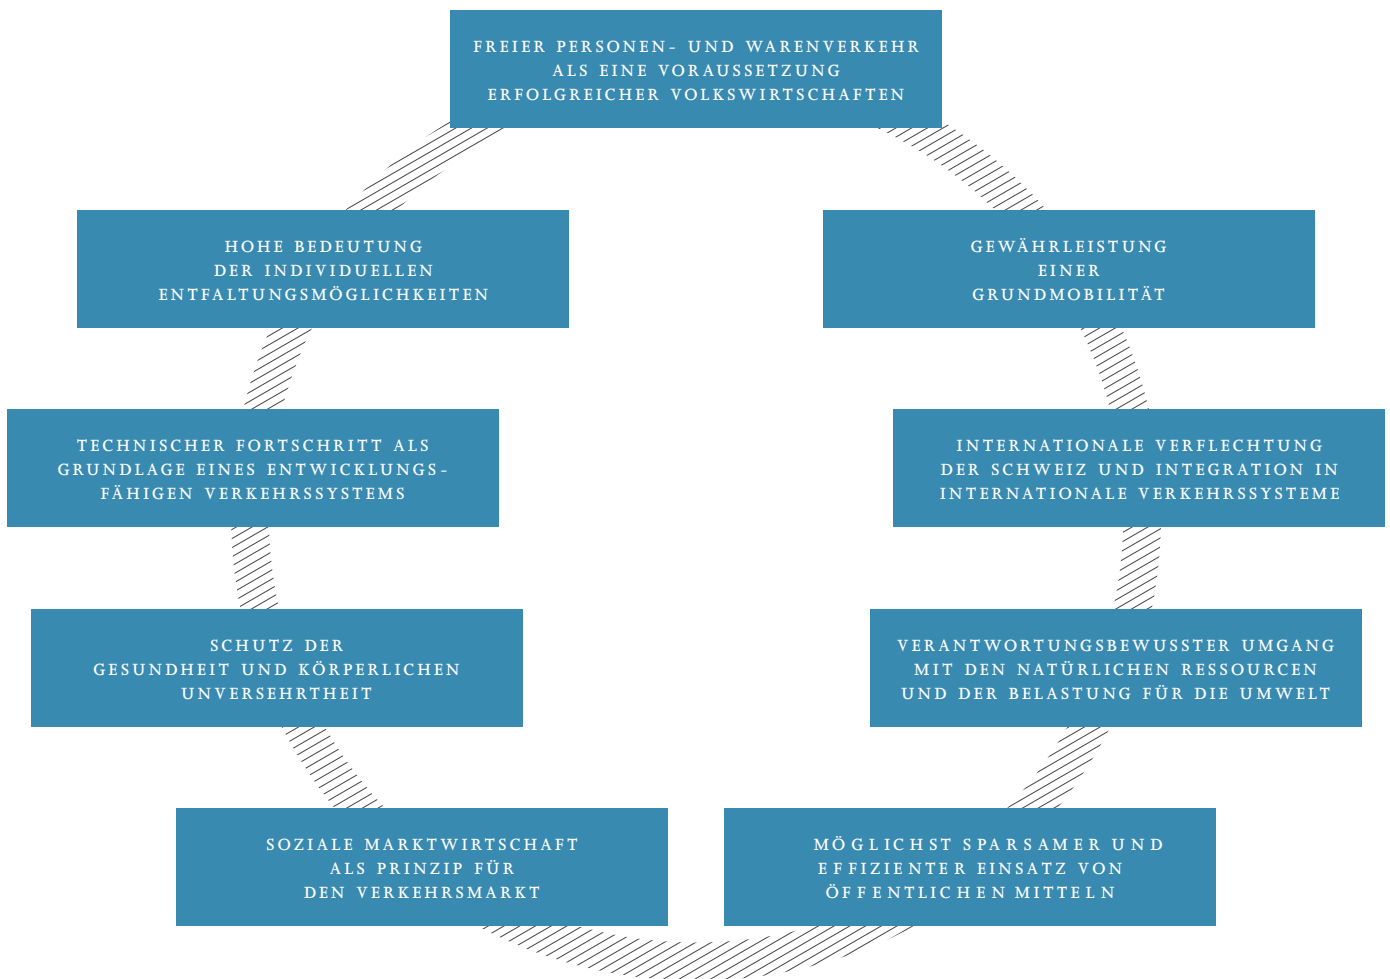 FREIER PERSONEN- UND WARENVERKEHR
ALS EINE VORAUSSETZUNG
ERFOLGREICHER VOLKSWIRTSCHAFTEN
HOHE BEDEUTUNG
DER INDIVIDUELLEN
ENTFALTUNGSMÖGLICHKEITEN
GEWÄHRLEISTUNG
EINER
GRUNDMOBILITÄT
TECHNISCHER FORTSCHRITT ALS
GRUNDLAGE EINES ENTWICKLUNGS-
FÄHIGEN VERKEHRSSYSTEMS
INTERNATIONALE VERFLECHTUNG
DER SCHWEIZ UND INTEGRATION IN
INTERNATIONALE VERKEHRSSYSTEME
SCHUTZ DER
GESUNDHEIT UND KÖRPERLICHEN
UNVERSEHRTHEIT
VERANTWORTUNGSBEWUSSTER UMGANG
MIT DEN NATÜRLICHEN RESSOURCEN
UND DER BELASTUNG FÜR DIE UMWELT
SOZIALE MARKTWIRTSCHAFT
ALS PRINZIP FÜR
DEN VERKEHRSMARKT
MÖGLICHST SPARSAMER UND
EFFIZIENTER EINSATZ VON
ÖFFENTLICHEN MITTELN